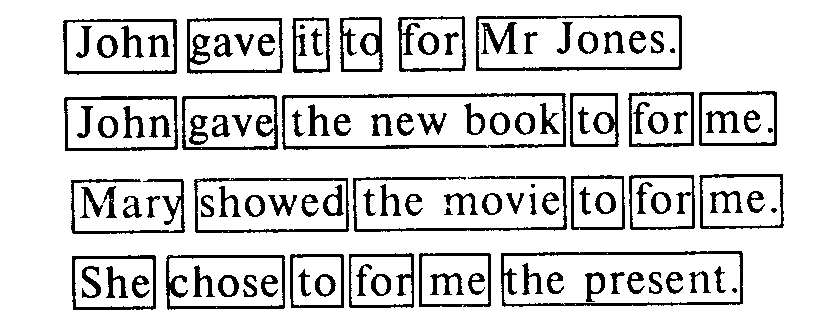 John gave it to for Mr Jones.
John gave the new book to for me.
Mary showed the movie to for me.
She chose to for me the present.